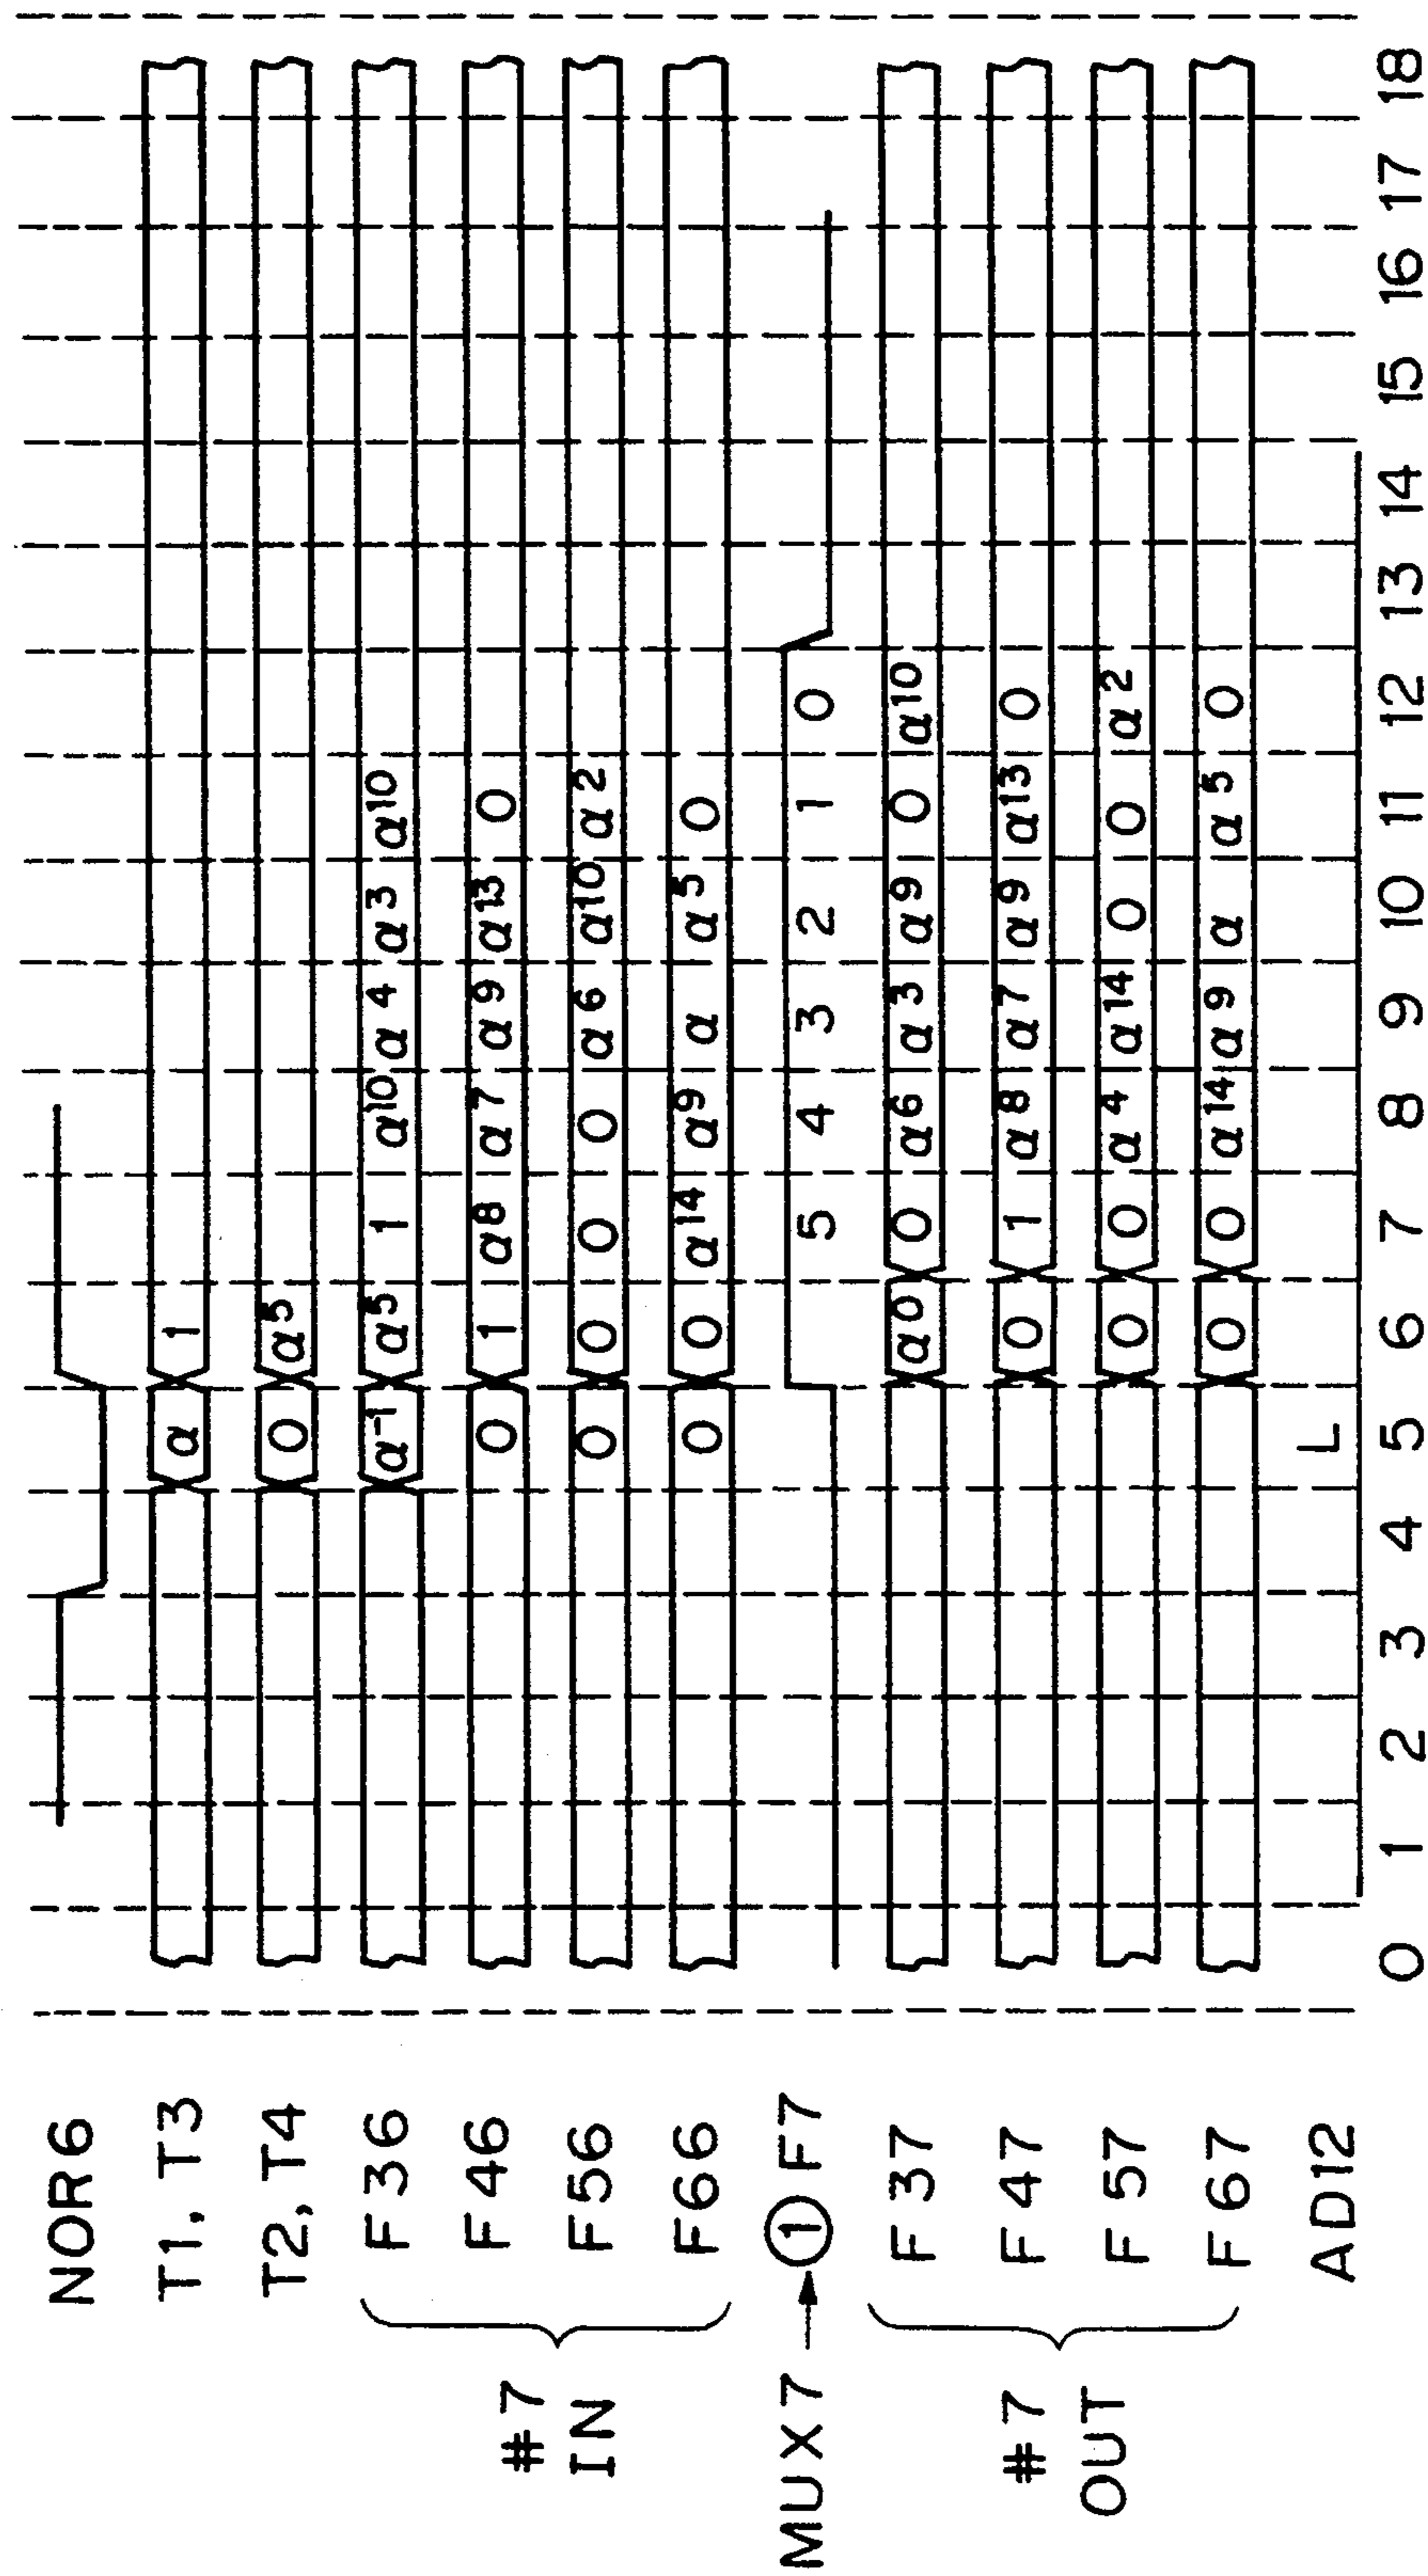 NOR6
T1, T3 α 1
T2, T4 0 α⁵
#7 IN
F36 α⁻¹ α⁵ 1 α¹⁰ α⁴ α³ α¹⁰
F46 0 1 α⁸ α⁷ α⁹ α¹³ 0
F56 0 0 0 0 α⁶ α¹⁰ α²
F66 0 0 α¹⁴ α⁹ α α⁵ 0
MUX7 → ① F7 5 4 3 2 1 0
#7 OUT
F37 α⁰ 0 α⁶ α³ α⁹ 0 α¹⁰
F47 0 1 α⁸ α⁷ α⁹ α¹³ 0
F57 0 0 α⁴ α¹⁴ 0 0 α²
F67 0 0 α¹⁴ α⁹ α α⁵ 0
AD12 L
0 1 2 3 4 5 6 7 8 9 10 11 12 13 14 15 16 17 18